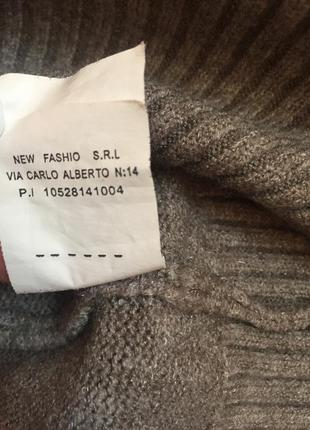 NEW FASHIO S.R.L
VIA CARLO ALBERTO N:14
P.I 10528141004
------